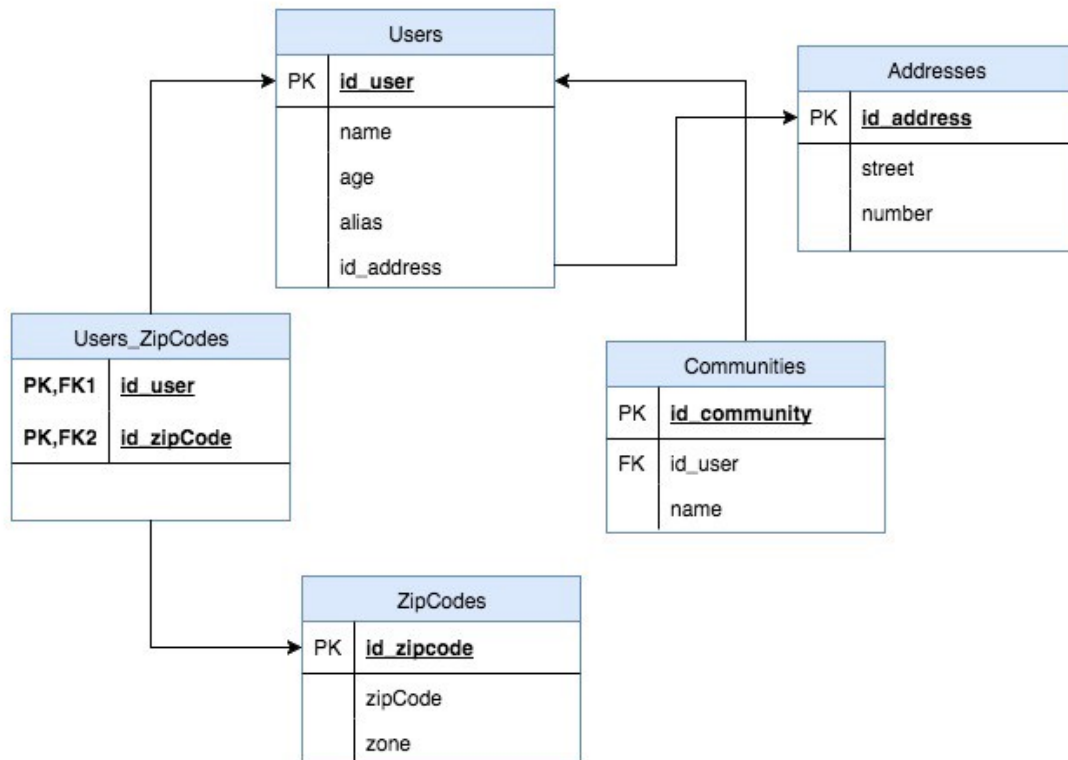 Users
PK id_user
name
age
alias
id_address
Addresses
PK id_address
street
number
Users_ZipCodes
PK,FK1 id_user
PK,FK2 id_zipCode
Communities
PK id_community
FK id_user
name
ZipCodes
PK id_zipcode
zipCode
zone